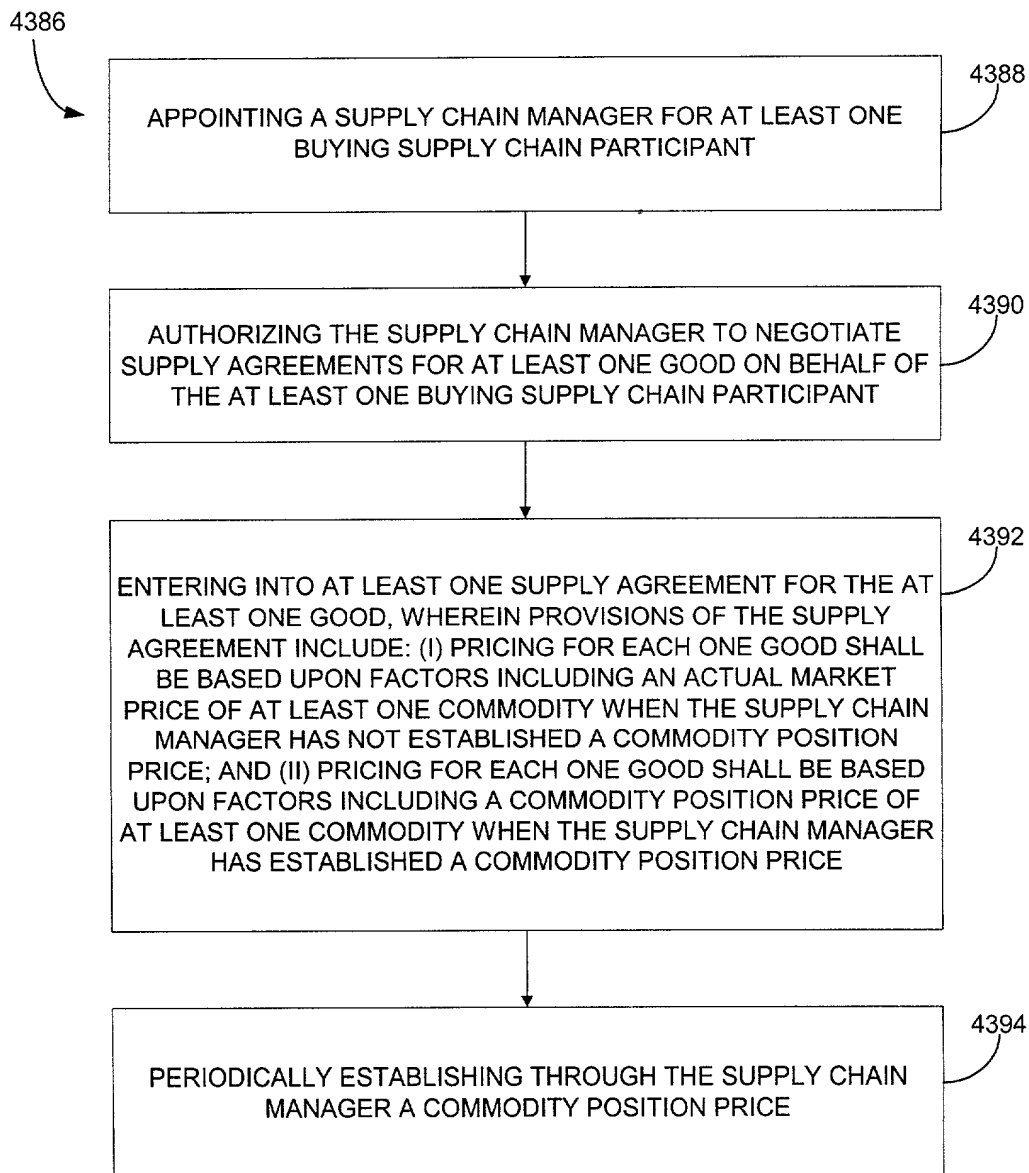 4386
4388
APPOINTING A SUPPLY CHAIN MANAGER FOR AT LEAST ONE
BUYING SUPPLY CHAIN PARTICIPANT
4390
AUTHORIZING THE SUPPLY CHAIN MANAGER TO NEGOTIATE
SUPPLY AGREEMENTS FOR AT LEAST ONE GOOD ON BEHALF OF
THE AT LEAST ONE BUYING SUPPLY CHAIN PARTICIPANT
4392
ENTERING INTO AT LEAST ONE SUPPLY AGREEMENT FOR THE AT
LEAST ONE GOOD, WHEREIN PROVISIONS OF THE SUPPLY
AGREEMENT INCLUDE: (I) PRICING FOR EACH ONE GOOD SHALL
BE BASED UPON FACTORS INCLUDING AN ACTUAL MARKET
PRICE OF AT LEAST ONE COMMODITY WHEN THE SUPPLY CHAIN
MANAGER HAS NOT ESTABLISHED A COMMODITY POSITION
PRICE; AND (II) PRICING FOR EACH ONE GOOD SHALL BE BASED
UPON FACTORS INCLUDING A COMMODITY POSITION PRICE OF
AT LEAST ONE COMMODITY WHEN THE SUPPLY CHAIN MANAGER
HAS ESTABLISHED A COMMODITY POSITION PRICE
4394
PERIODICALLY ESTABLISHING THROUGH THE SUPPLY CHAIN
MANAGER A COMMODITY POSITION PRICE